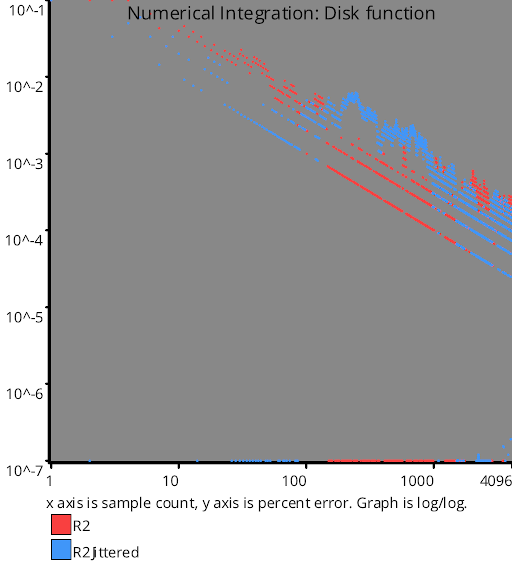 Numerical Integration: Disk function
10^-1
10^-2
10^-3
10^-4
10^-5
10^-6
10^-7
1 10 100 1000 4096
x axis is sample count, y axis is percent error. Graph is log/log.
R2
R2Jittered